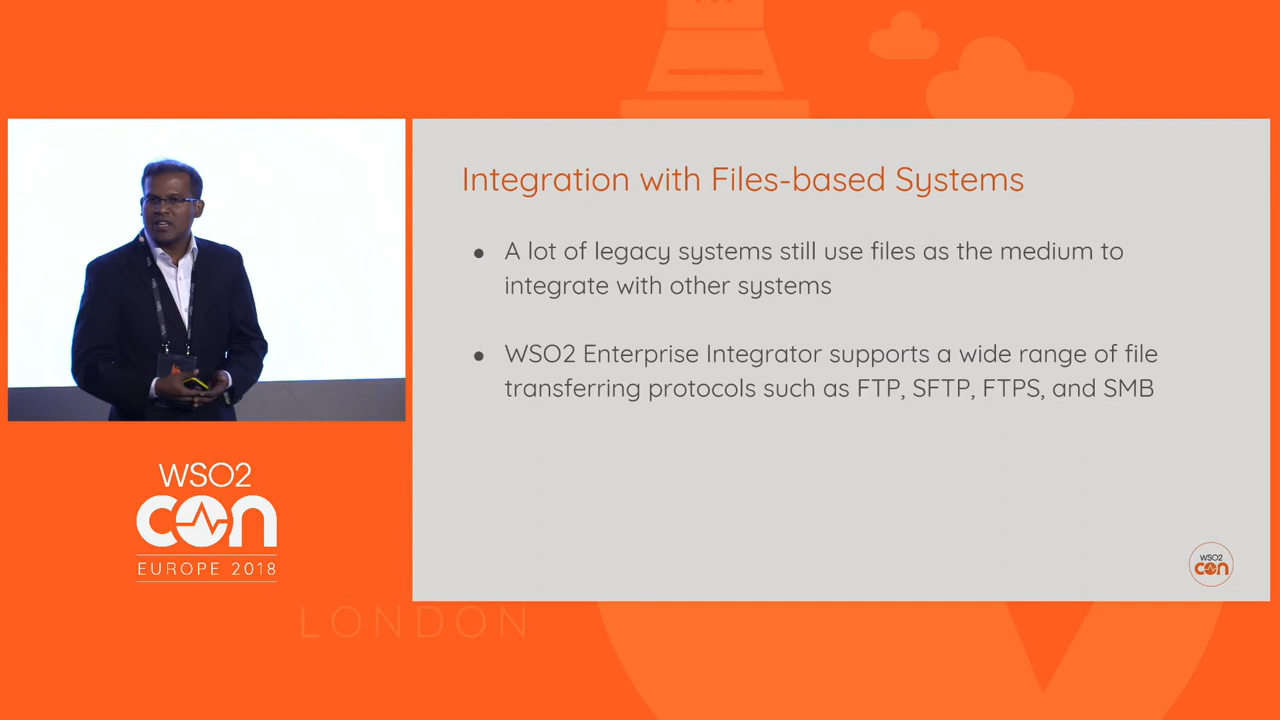 Integration with Files-based Systems
● A lot of legacy systems still use files as the medium to
integrate with other systems
● WSO2 Enterprise Integrator supports a wide range of file
transferring protocols such as FTP, SFTP, FTPS, and SMB
WSO2
con
EUROPE 2018
WSO2
con
LONDON